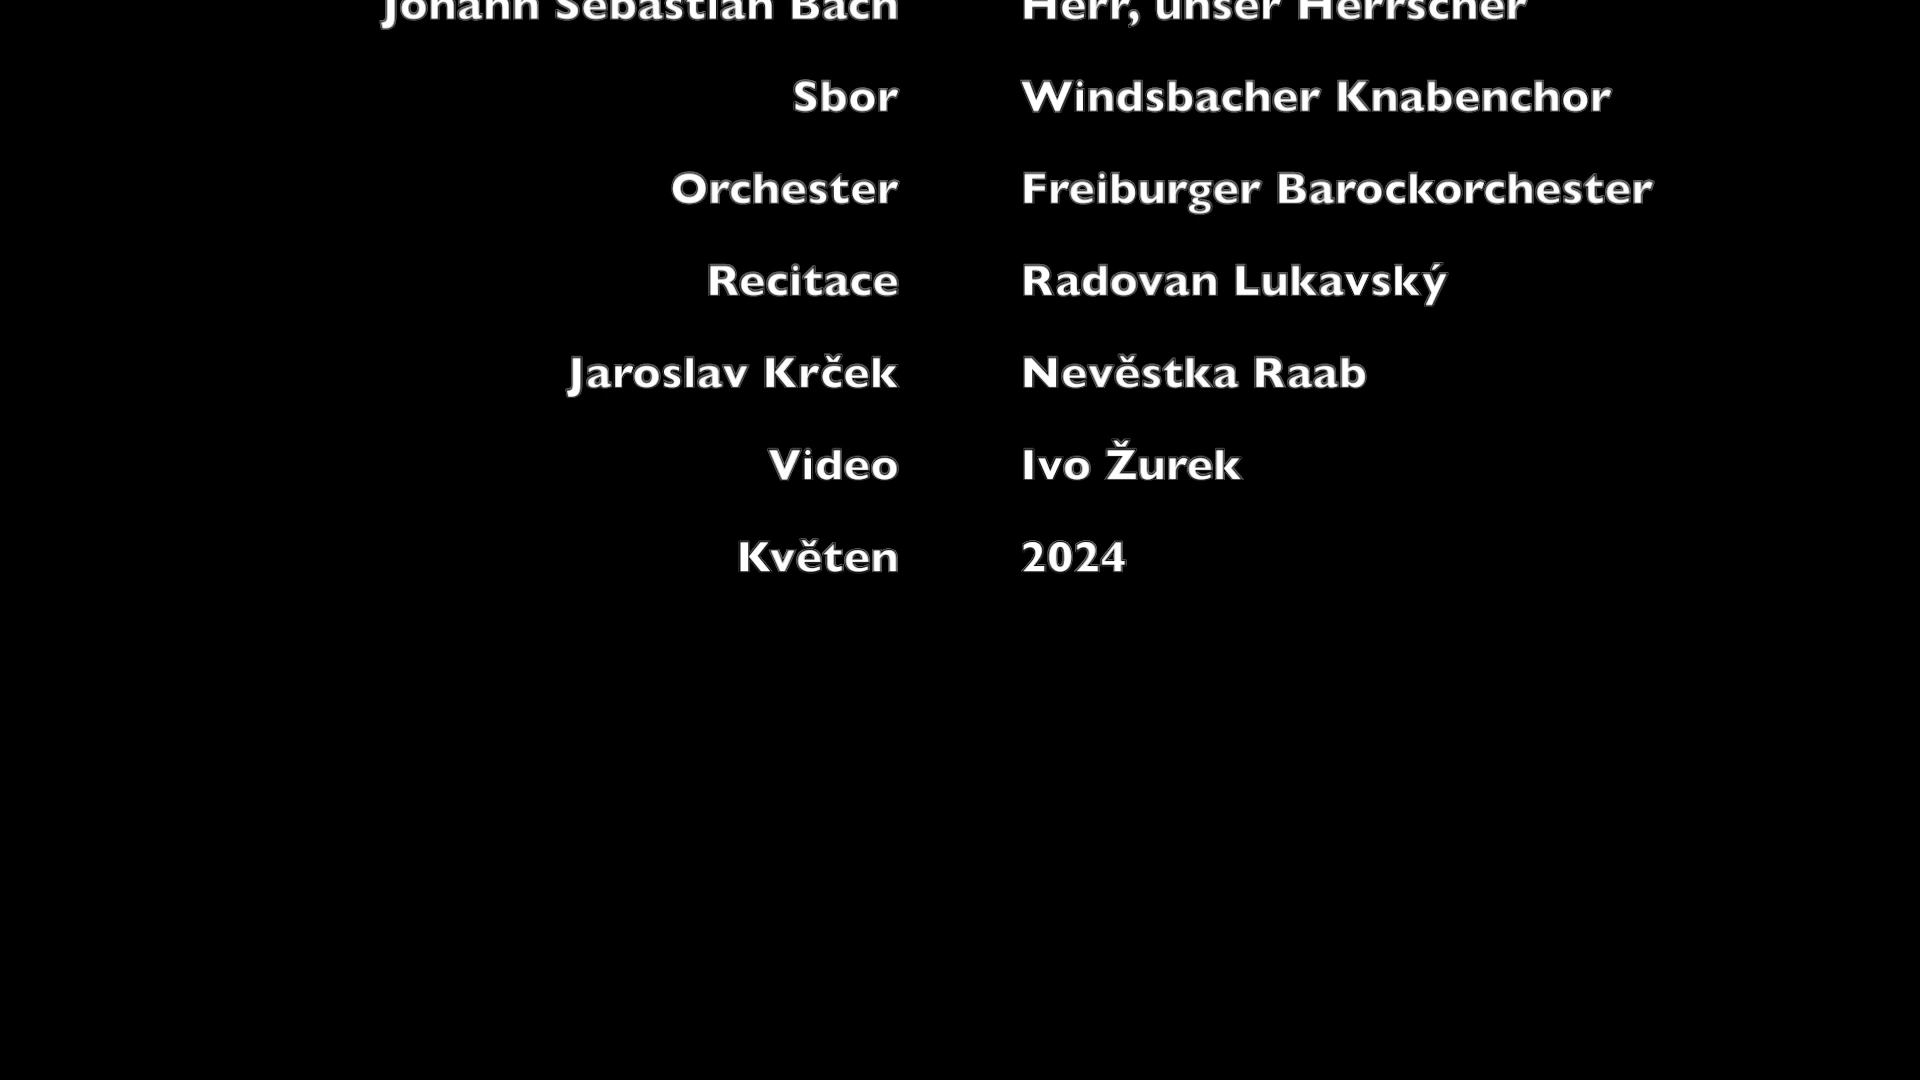 Johann Sebastian Bach Herr, unser Herrscher
Sbor Windsbacher Knabenchor
Orchester Freiburger Barockorchester
Recitace Radovan Lukavský
Jaroslav Krček Nevěstka Raab
Video Ivo Žurek
Květen 2024